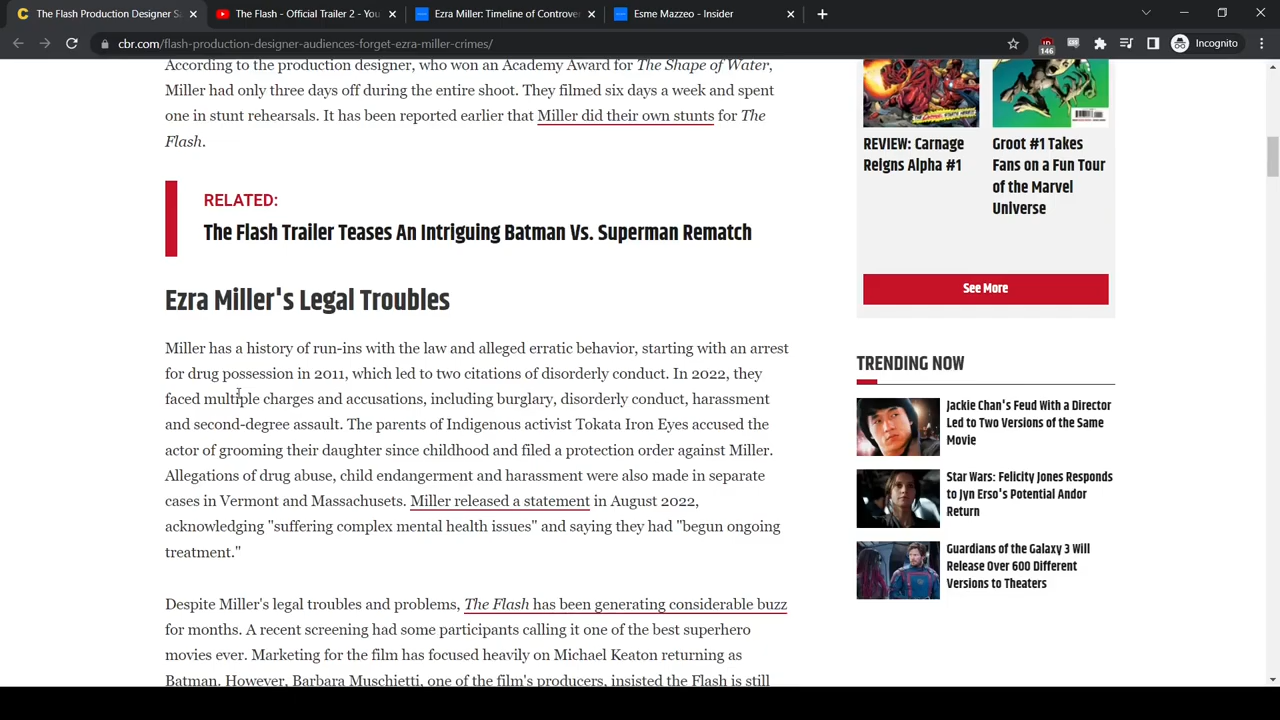 The Flash Production Designer S
The Flash - Official Trailer 2 - You
Ezra Miller: Timeline of Controver
Esme Mazzeo - Insider
cbr.com/flash-production-designer-audiences-forget-ezra-miller-crimes/
146
Incognito
According to the production designer, who won an Academy Award for The Shape of Water,
Miller had only three days off during the entire shoot. They filmed six days a week and spent
one in stunt rehearsals. It has been reported earlier that Miller did their own stunts for The
Flash.
RELATED:
The Flash Trailer Teases An Intriguing Batman Vs. Superman Rematch
Ezra Miller's Legal Troubles
Miller has a history of run-ins with the law and alleged erratic behavior, starting with an arrest
for drug possession in 2011, which led to two citations of disorderly conduct. In 2022, they
faced multiple charges and accusations, including burglary, disorderly conduct, harassment
and second-degree assault. The parents of Indigenous activist Tokata Iron Eyes accused the
actor of grooming their daughter since childhood and filed a protection order against Miller.
Allegations of drug abuse, child endangerment and harassment were also made in separate
cases in Vermont and Massachusets. Miller released a statement in August 2022,
acknowledging "suffering complex mental health issues" and saying they had "begun ongoing
treatment."
Despite Miller's legal troubles and problems, The Flash has been generating considerable buzz
for months. A recent screening had some participants calling it one of the best superhero
movies ever. Marketing for the film has focused heavily on Michael Keaton returning as
Batman. However, Barbara Muschietti, one of the film's producers, insisted the Flash is still
REVIEW: Carnage
Reigns Alpha #1
Groot #1 Takes
Fans on a Fun Tour
of the Marvel
Universe
See More
TRENDING NOW
Jackie Chan's Feud With a Director
Led to Two Versions of the Same
Movie
Star Wars: Felicity Jones Responds
to Jyn Erso's Potential Andor
Return
Guardians of the Galaxy 3 Will
Release Over 600 Different
Versions to Theaters